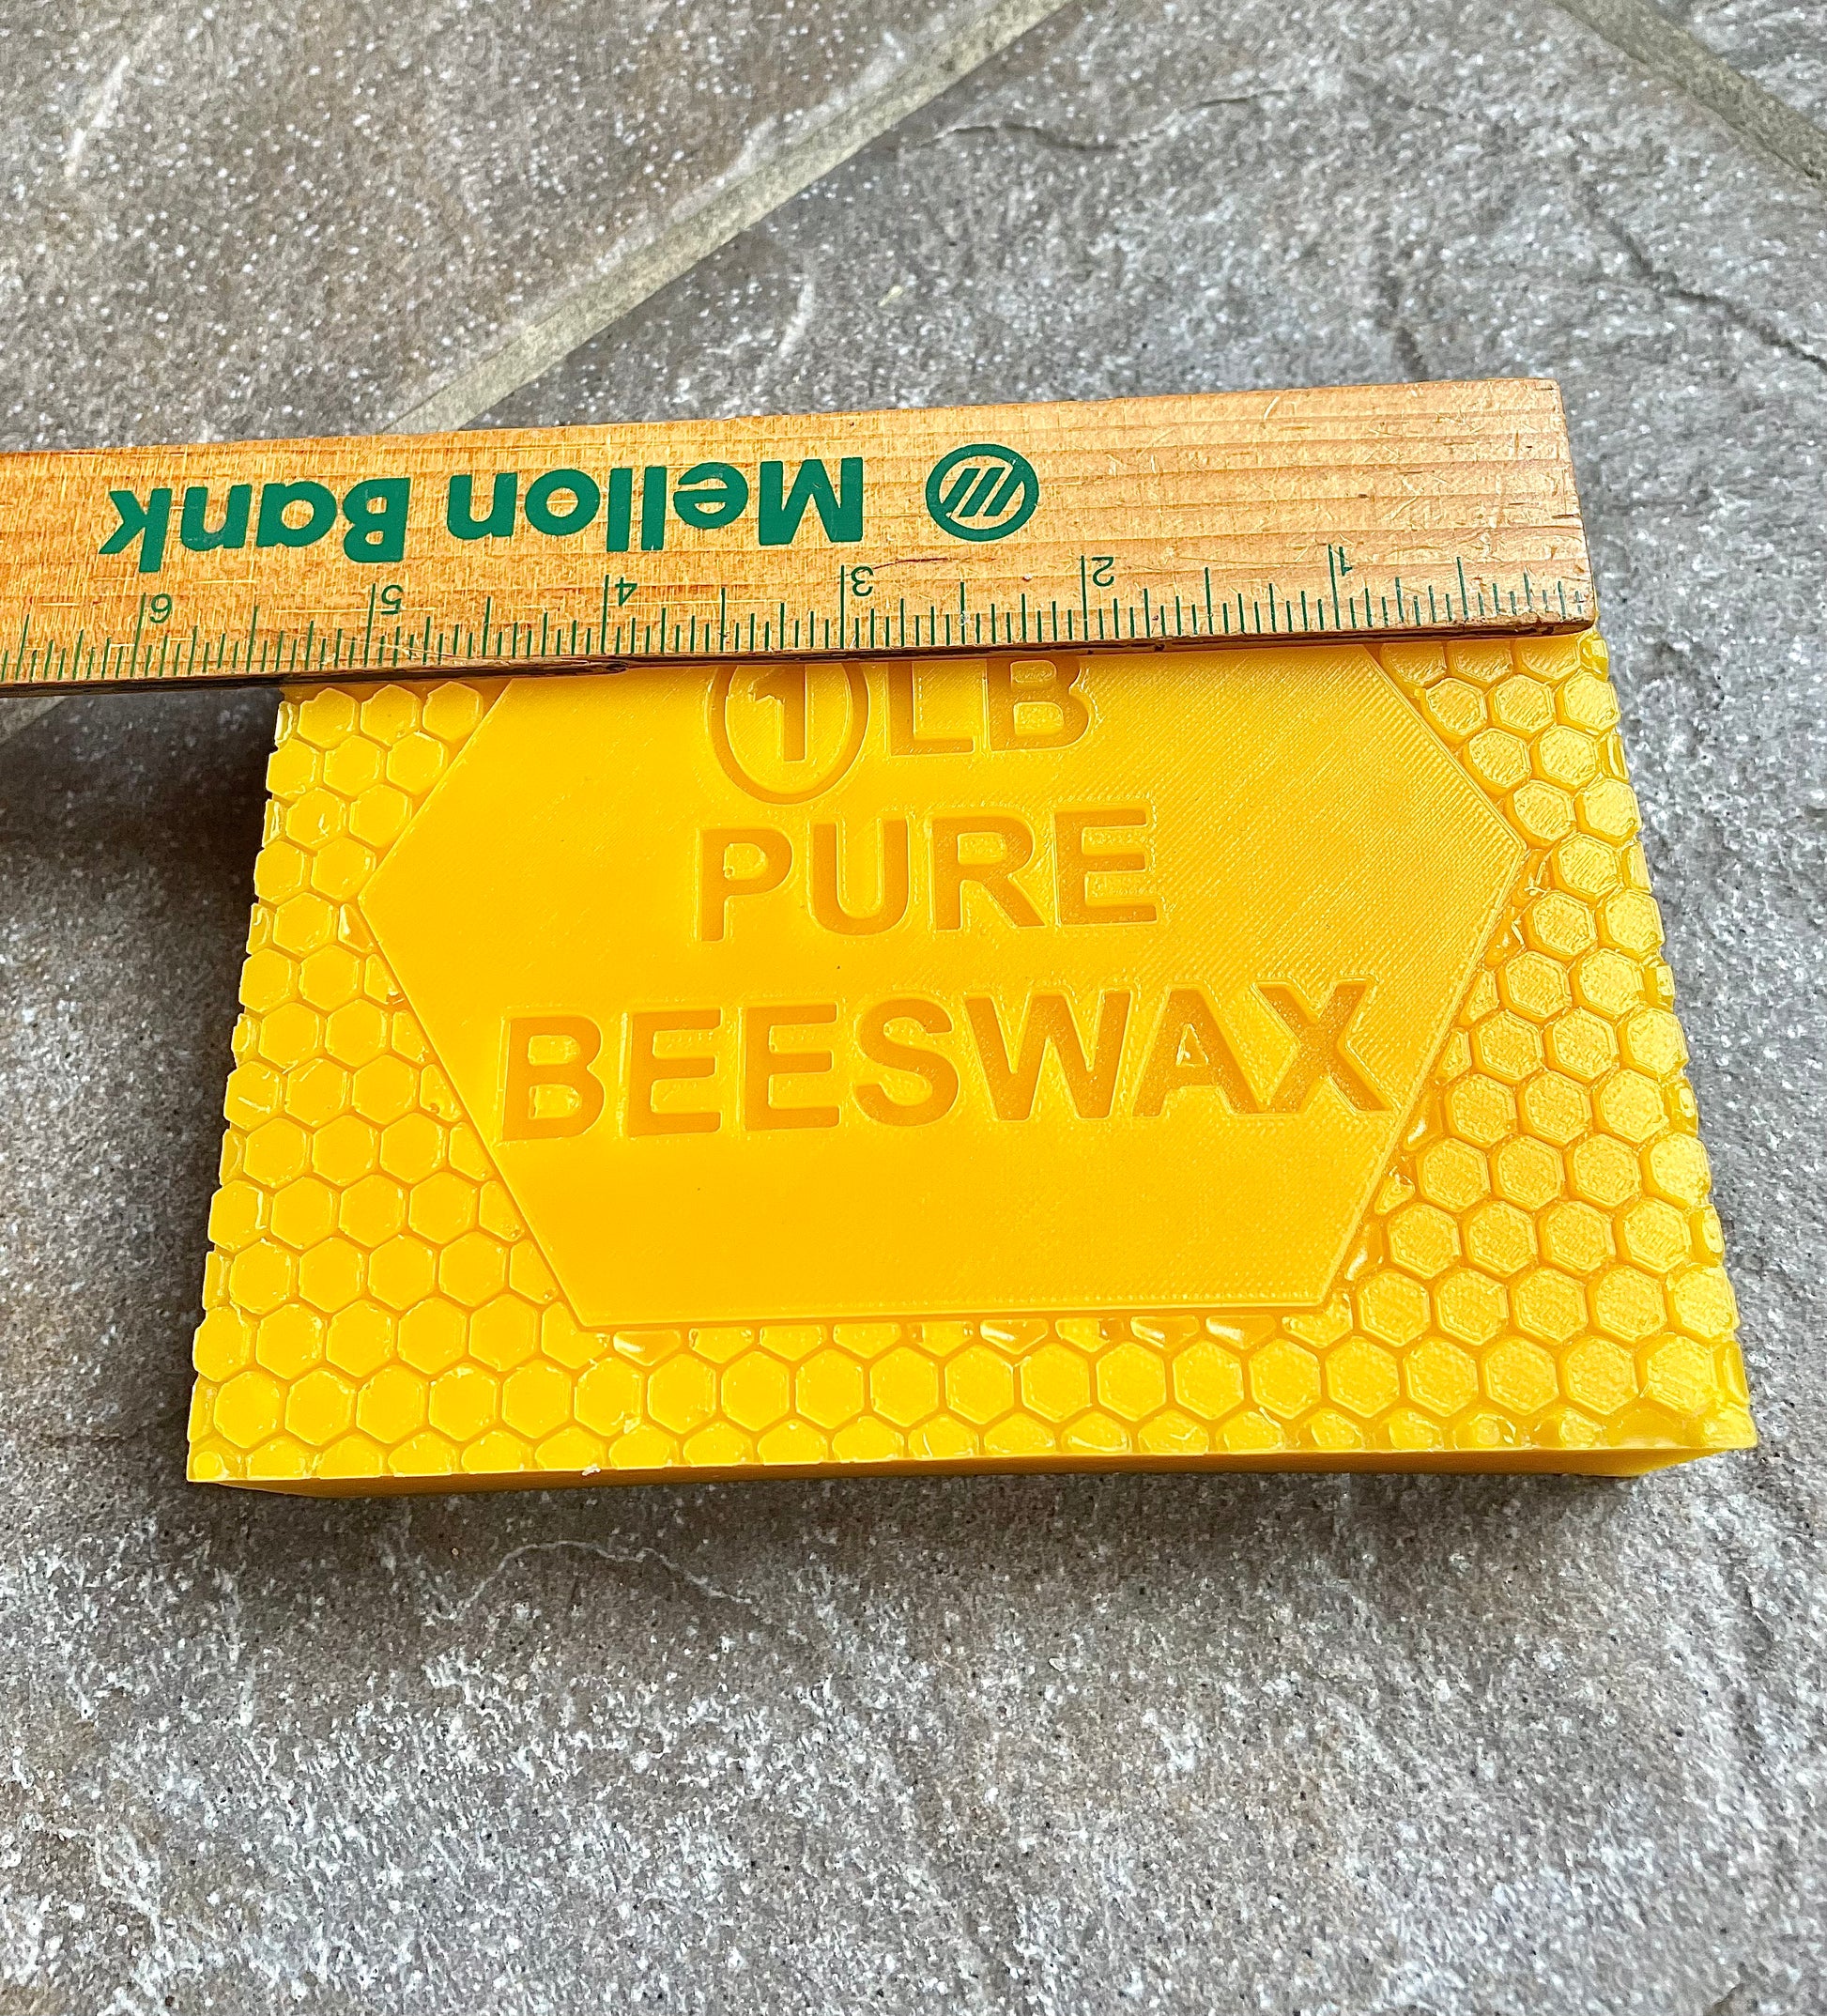 Mellon Bank
1 2 3 4 5 6
1 LB
PURE
BEESWAX